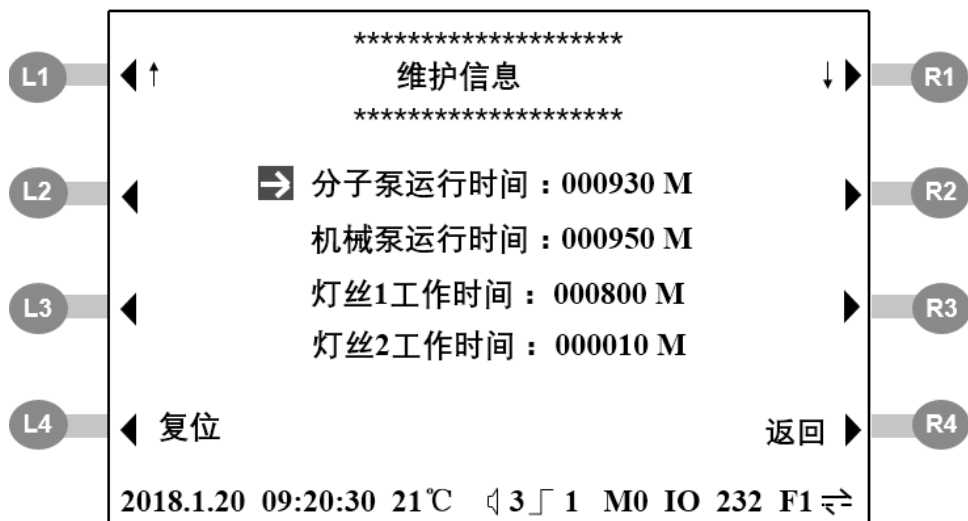 ********************
L1 ↑ 维护信息 ↓ R1
********************
L2 → 分子泵运行时间：000930 M R2
机械泵运行时间：000950 M
L3 灯丝1工作时间：000800 M R3
灯丝2工作时间：000010 M
L4 复位 返回 R4
2018.1.20 09:20:30 21℃ 3 1 M0 IO 232 F1 ⇌